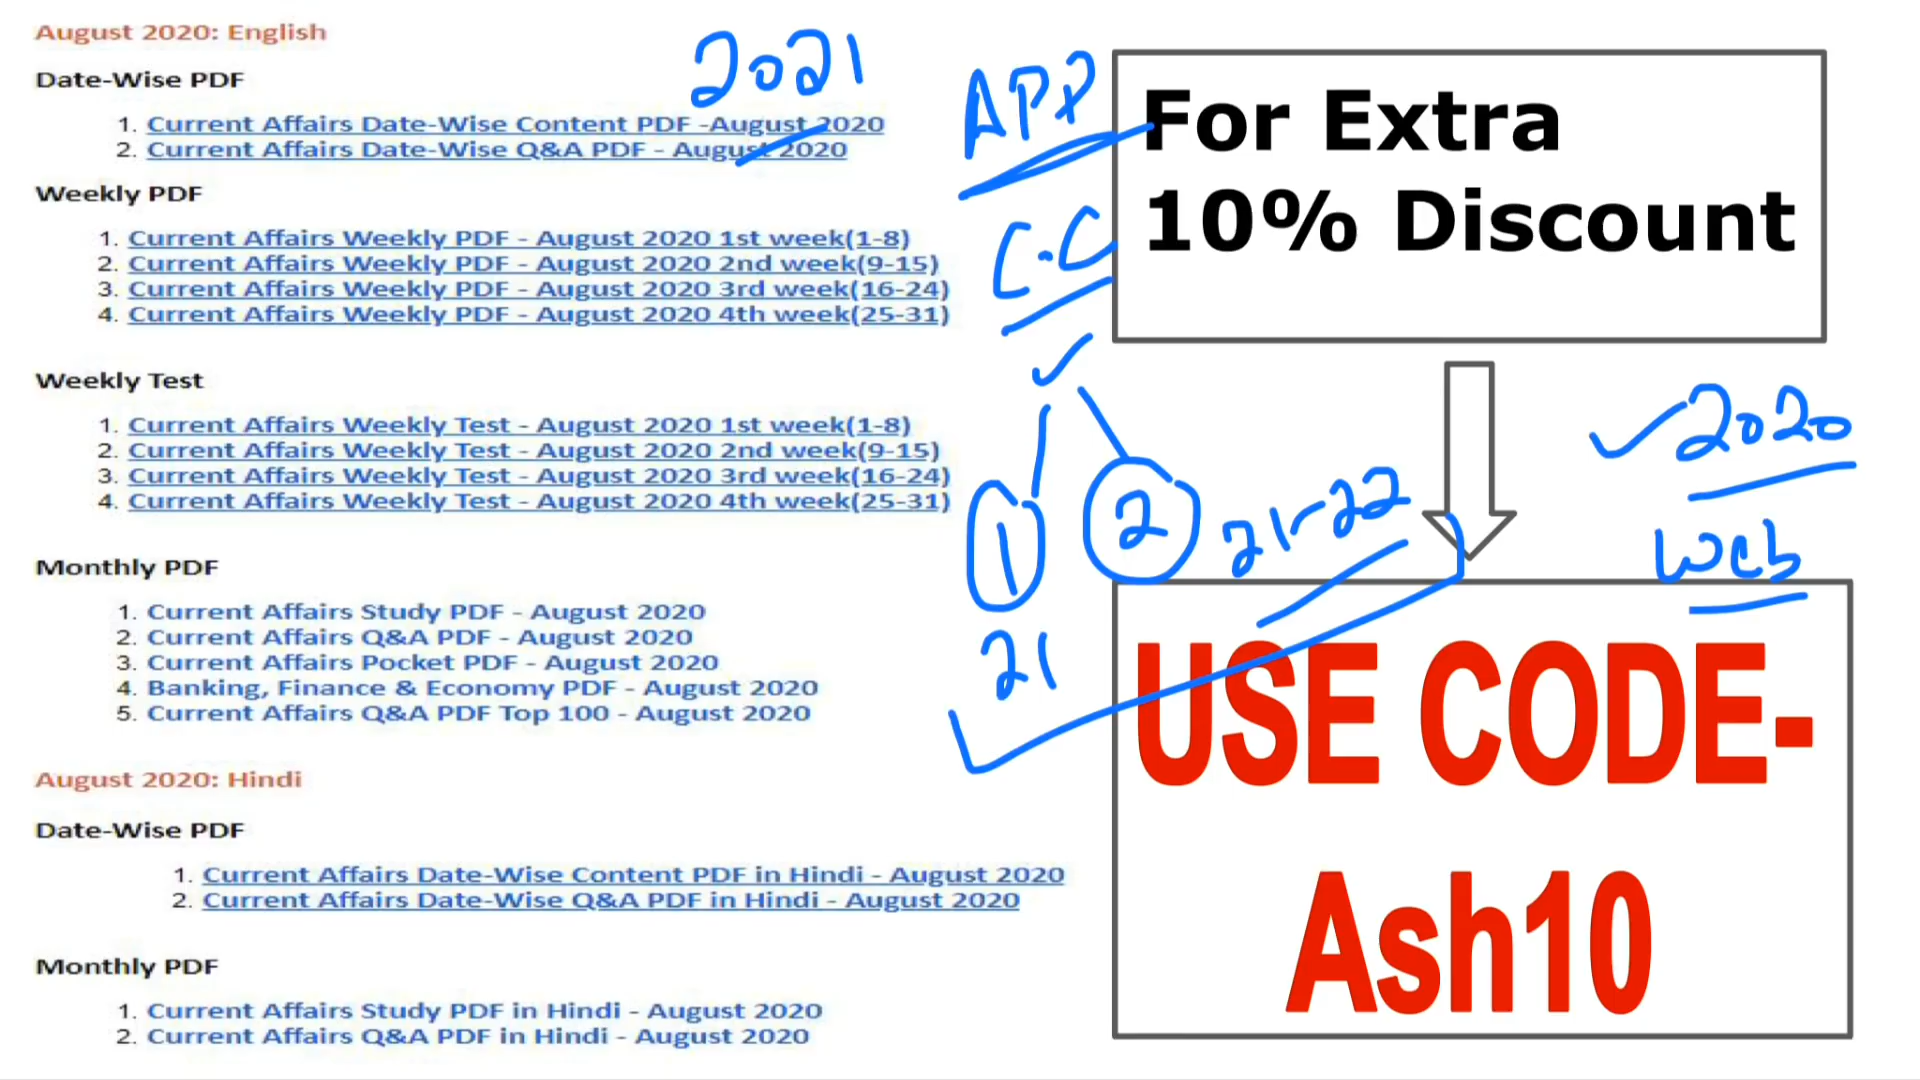 August 2020: English
Date-Wise PDF
1. Current Affairs Date-Wise Content PDF -August 2020
2. Current Affairs Date-Wise Q&A PDF - August 2020
Weekly PDF
1. Current Affairs Weekly PDF - August 2020 1st week(1-8)
2. Current Affairs Weekly PDF - August 2020 2nd week(9-15)
3. Current Affairs Weekly PDF - August 2020 3rd week(16-24)
4. Current Affairs Weekly PDF - August 2020 4th week(25-31)
Weekly Test
1. Current Affairs Weekly Test - August 2020 1st week(1-8)
2. Current Affairs Weekly Test - August 2020 2nd week(9-15)
3. Current Affairs Weekly Test - August 2020 3rd week(16-24)
4. Current Affairs Weekly Test - August 2020 4th week(25-31)
Monthly PDF
1. Current Affairs Study PDF - August 2020
2. Current Affairs Q&A PDF - August 2020
3. Current Affairs Pocket PDF - August 2020
4. Banking, Finance & Economy PDF - August 2020
5. Current Affairs Q&A PDF Top 100 - August 2020
August 2020: Hindi
Date-Wise PDF
1. Current Affairs Date-Wise Content PDF in Hindi - August 2020
2. Current Affairs Date-Wise Q&A PDF in Hindi - August 2020
Monthly PDF
1. Current Affairs Study PDF in Hindi - August 2020
2. Current Affairs Q&A PDF in Hindi - August 2020
2021
APP
C.C
1
2
21
21-22
For Extra
10% Discount
2020
Web
USE CODE-
Ash10